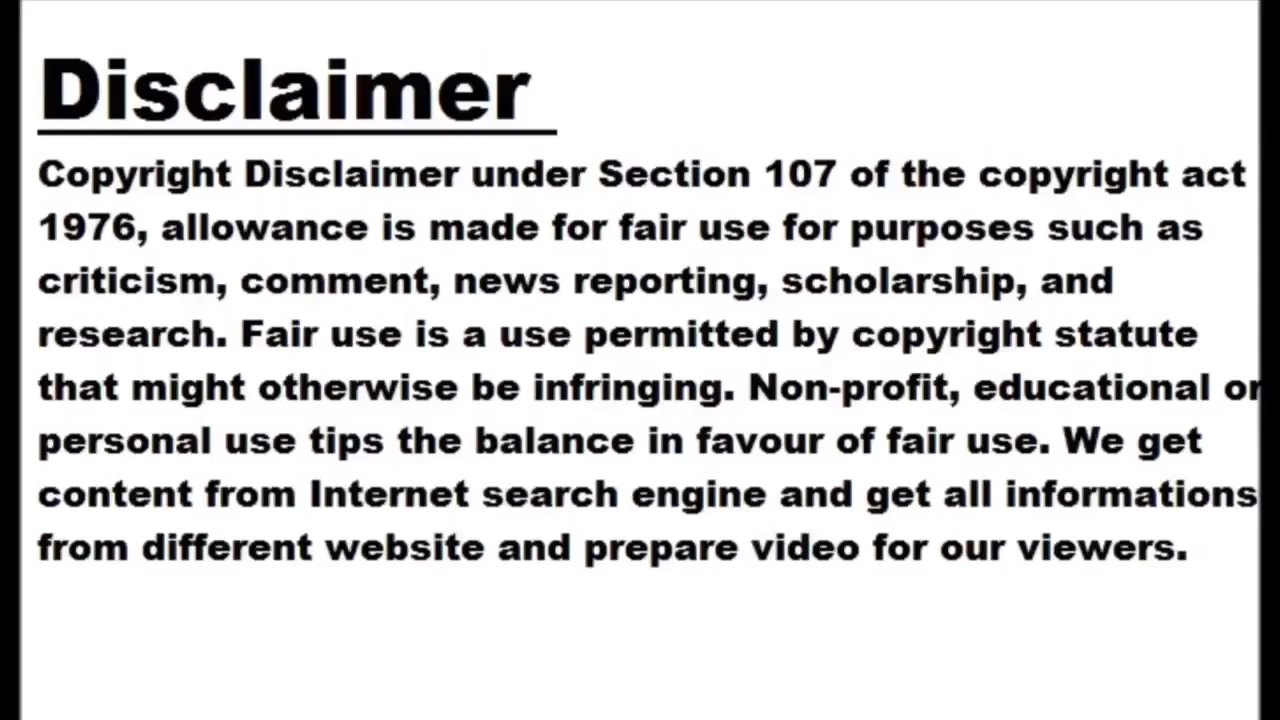 Disclaimer
Copyright Disclaimer under Section 107 of the copyright act
1976, allowance is made for fair use for purposes such as
criticism, comment, news reporting, scholarship, and
research. Fair use is a use permitted by copyright statute
that might otherwise be infringing. Non-profit, educational or
personal use tips the balance in favour of fair use. We get
content from Internet search engine and get all informations
from different website and prepare video for our viewers.